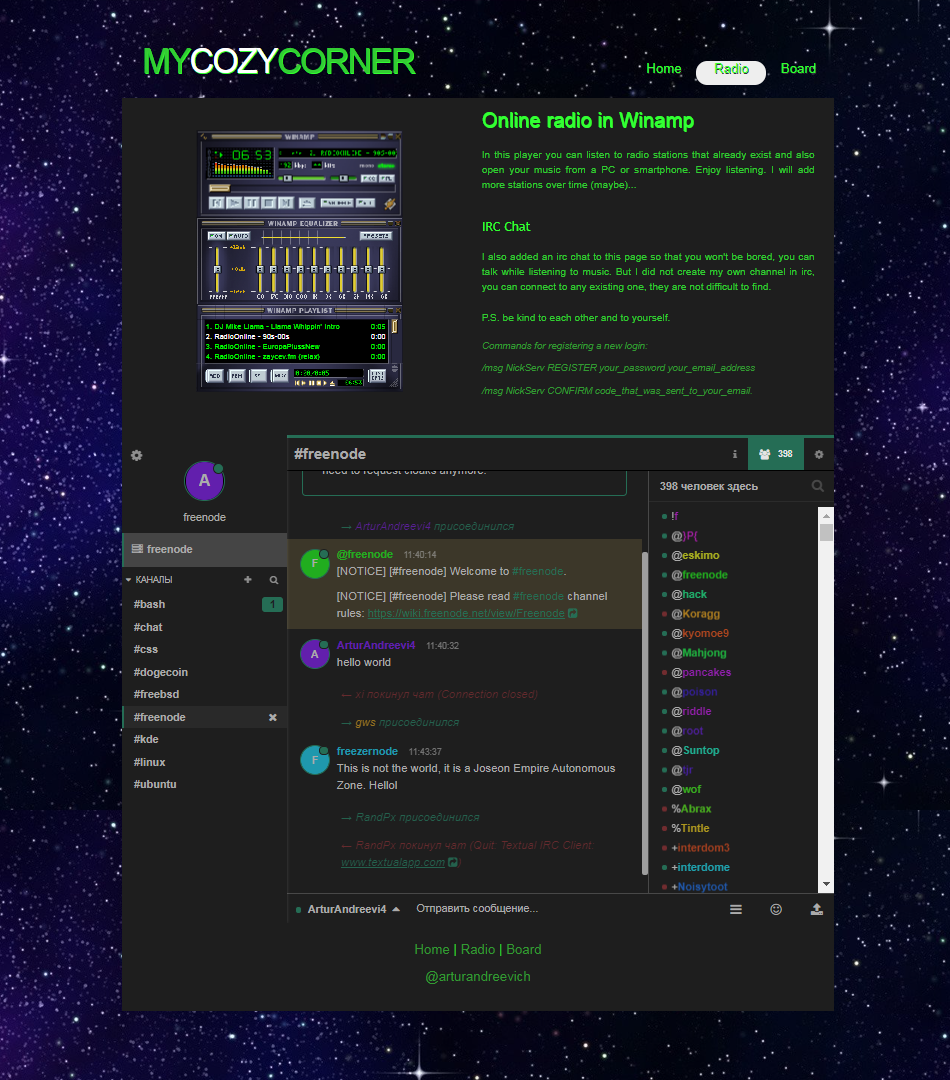 MYCOZYCORNER
Home Radio Board
WINAMP
06 53
WINAMP EQUALIZER
PRESETS
WINAMP PLAYLIST
1. DJ Mike Llama - Llama Whippin' Intro 0:05
2. RadioOnline - 90s-00s 0:00
3. RadioOnline - EuropaPlussNew 0:00
4. RadioOnline - zaycev.fm (relax) 0:00
Online radio in Winamp
In this player you can listen to radio stations that already exist and also
open your music from a PC or smartphone. Enjoy listening. I will add
more stations over time (maybe)...
IRC Chat
I also added an irc chat to this page so that you won't be bored, you can
talk while listening to music. But I did not create my own channel in irc,
you can connect to any existing one, they are not difficult to find.
P.S. be kind to each other and to yourself.
Commands for registering a new login:
/msg NickServ REGISTER your_password your_email_address
/msg NickServ CONFIRM code_that_was_sent_to_your_email.
A
freenode
freenode
КАНАЛЫ
#bash 1
#chat
#css
#dogecoin
#freebsd
#freenode
#kde
#linux
#ubuntu
#freenode
398
need to request cloaks anymore.
→ ArturAndreevi4 присоединился
F
@freenode 11:40:14
[NOTICE] [#freenode] Welcome to #freenode.
[NOTICE] [#freenode] Please read #freenode channel
rules: https://wiki.freenode.net/view/Freenode
A
ArturAndreevi4 11:40:32
hello world
← xl покинул чат (Connection closed)
→ gws присоединился
F
freezernode 11:43:37
This is not the world, it is a Joseon Empire Autonomous
Zone. Hellol
→ RandPx присоединился
← RandPx покинул чат (Quit: Textual IRC Client:
www.textualapp.com)
398 человек здесь
!f
@}P{
@eskimo
@freenode
@hack
@Koragg
@kyomoe9
@Mahjong
@pancakes
@poison
@riddle
@root
@Suntop
@tjr
@wof
%Abrax
%Tintle
+interdom3
+interdome
+Noisytoot
ArturAndreevi4 Отправить сообщение...
Home | Radio | Board
@arturandreevich